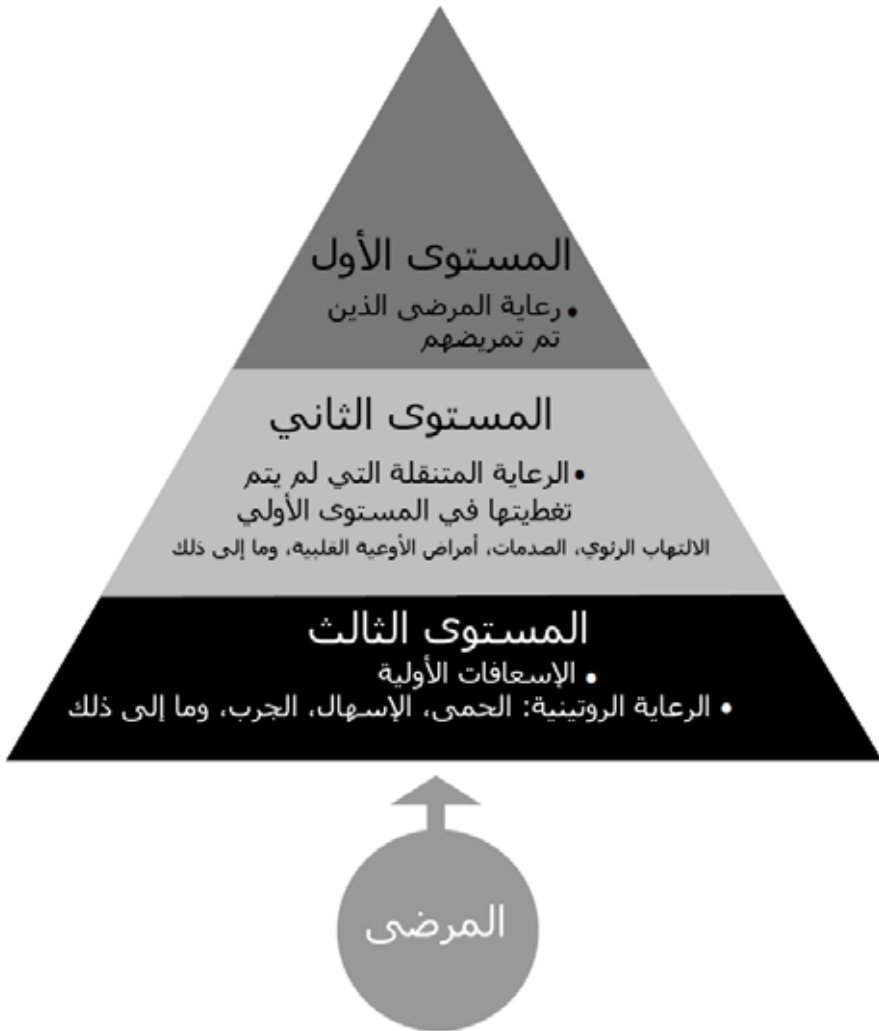 المستوى الأول
• رعاية المرضى الذين
تم تمريضهم
المستوى الثاني
• الرعاية المتنقلة التي لم يتم
تغطيتها في المستوى الأولي
الالتهاب الرئوي، الصدمات، أمراض الأوعية القلبية، وما إلى ذلك
المستوى الثالث
• الإسعافات الأولية
• الرعاية الروتينية: الحمى، الإسهال، الجرب، وما إلى ذلك
المرضى